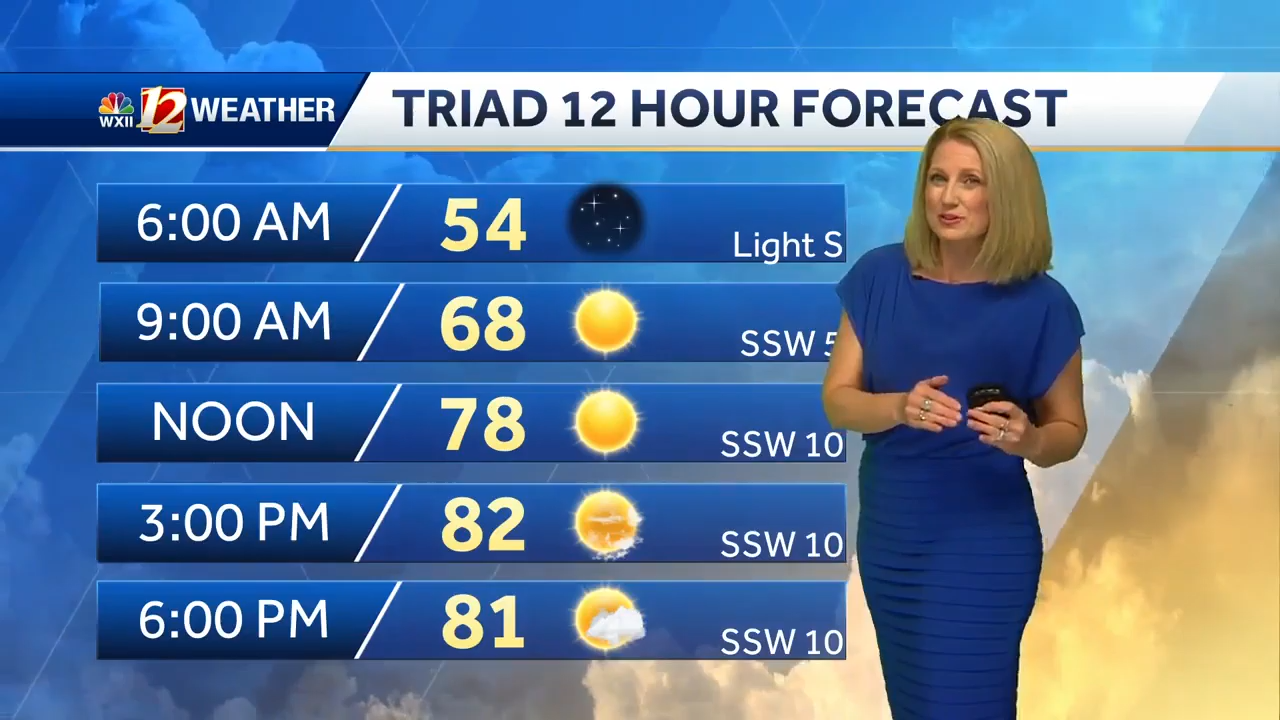 WXII 12 WEATHER
TRIAD 12 HOUR FORECAST
6:00 AM 54 Light S
9:00 AM 68 SSW 5
NOON 78 SSW 10
3:00 PM 82 SSW 10
6:00 PM 81 SSW 10